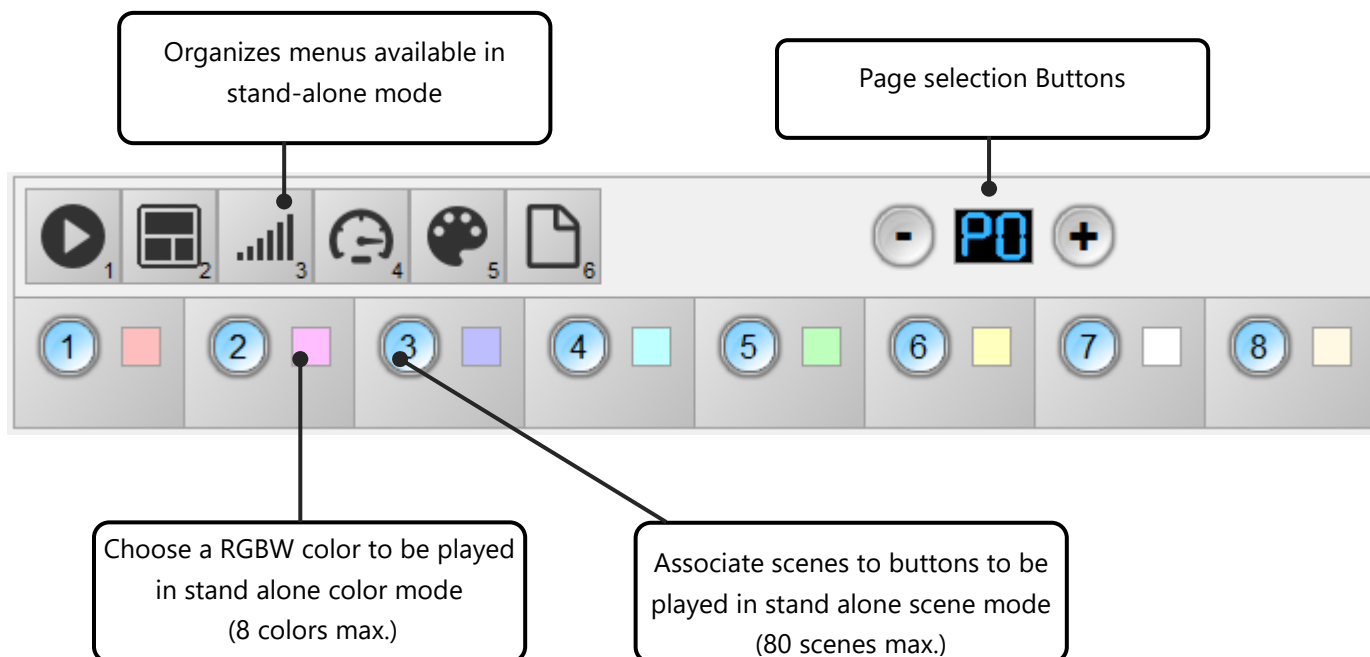 Organizes menus available in
stand-alone mode
Page selection Buttons
1 2 3 4 5 6
- P0 +
1 2 3 4 5 6 7 8
Choose a RGBW color to be played
in stand alone color mode
(8 colors max.)
Associate scenes to buttons to be
played in stand alone scene mode
(80 scenes max.)